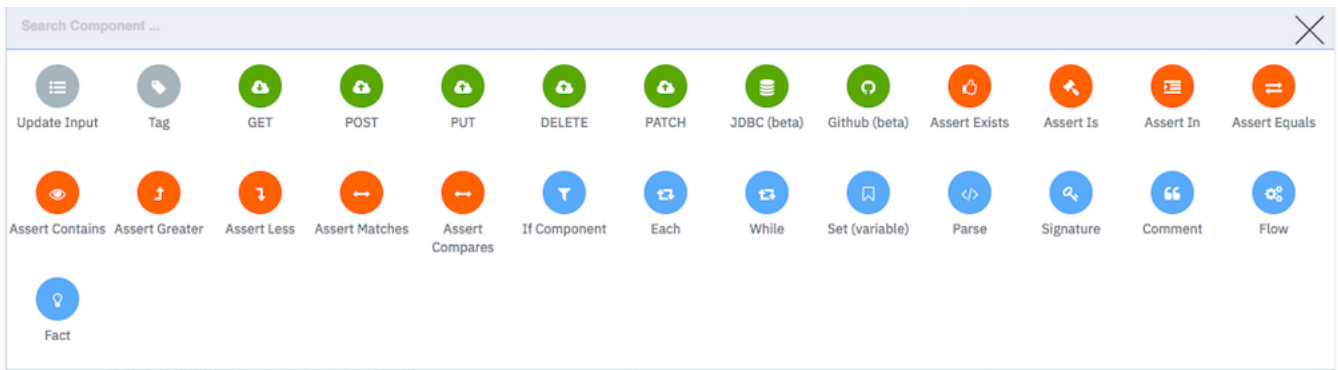 Search Component ...
Update Input
Tag
GET
POST
PUT
DELETE
PATCH
JDBC (beta)
Github (beta)
Assert Exists
Assert Is
Assert In
Assert Equals
Assert Contains
Assert Greater
Assert Less
Assert Matches
Assert
Compares
If Component
Each
While
Set (variable)
Parse
Signature
Comment
Flow
Fact